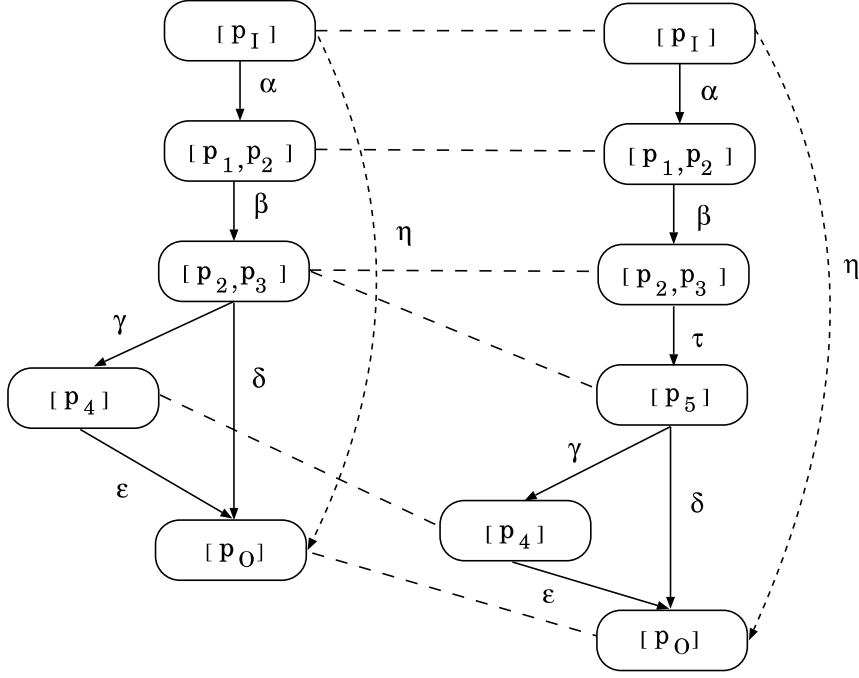 [ p_I ]
[ p_I ]
α
α
[ p_1,p_2 ]
[ p_1,p_2 ]
β
β
η
η
[ p_2,p_3 ]
[ p_2,p_3 ]
γ
τ
δ
[ p_4 ]
[ p_5 ]
γ
ε
δ
[ p_O ]
[ p_4 ]
ε
[ p_O ]